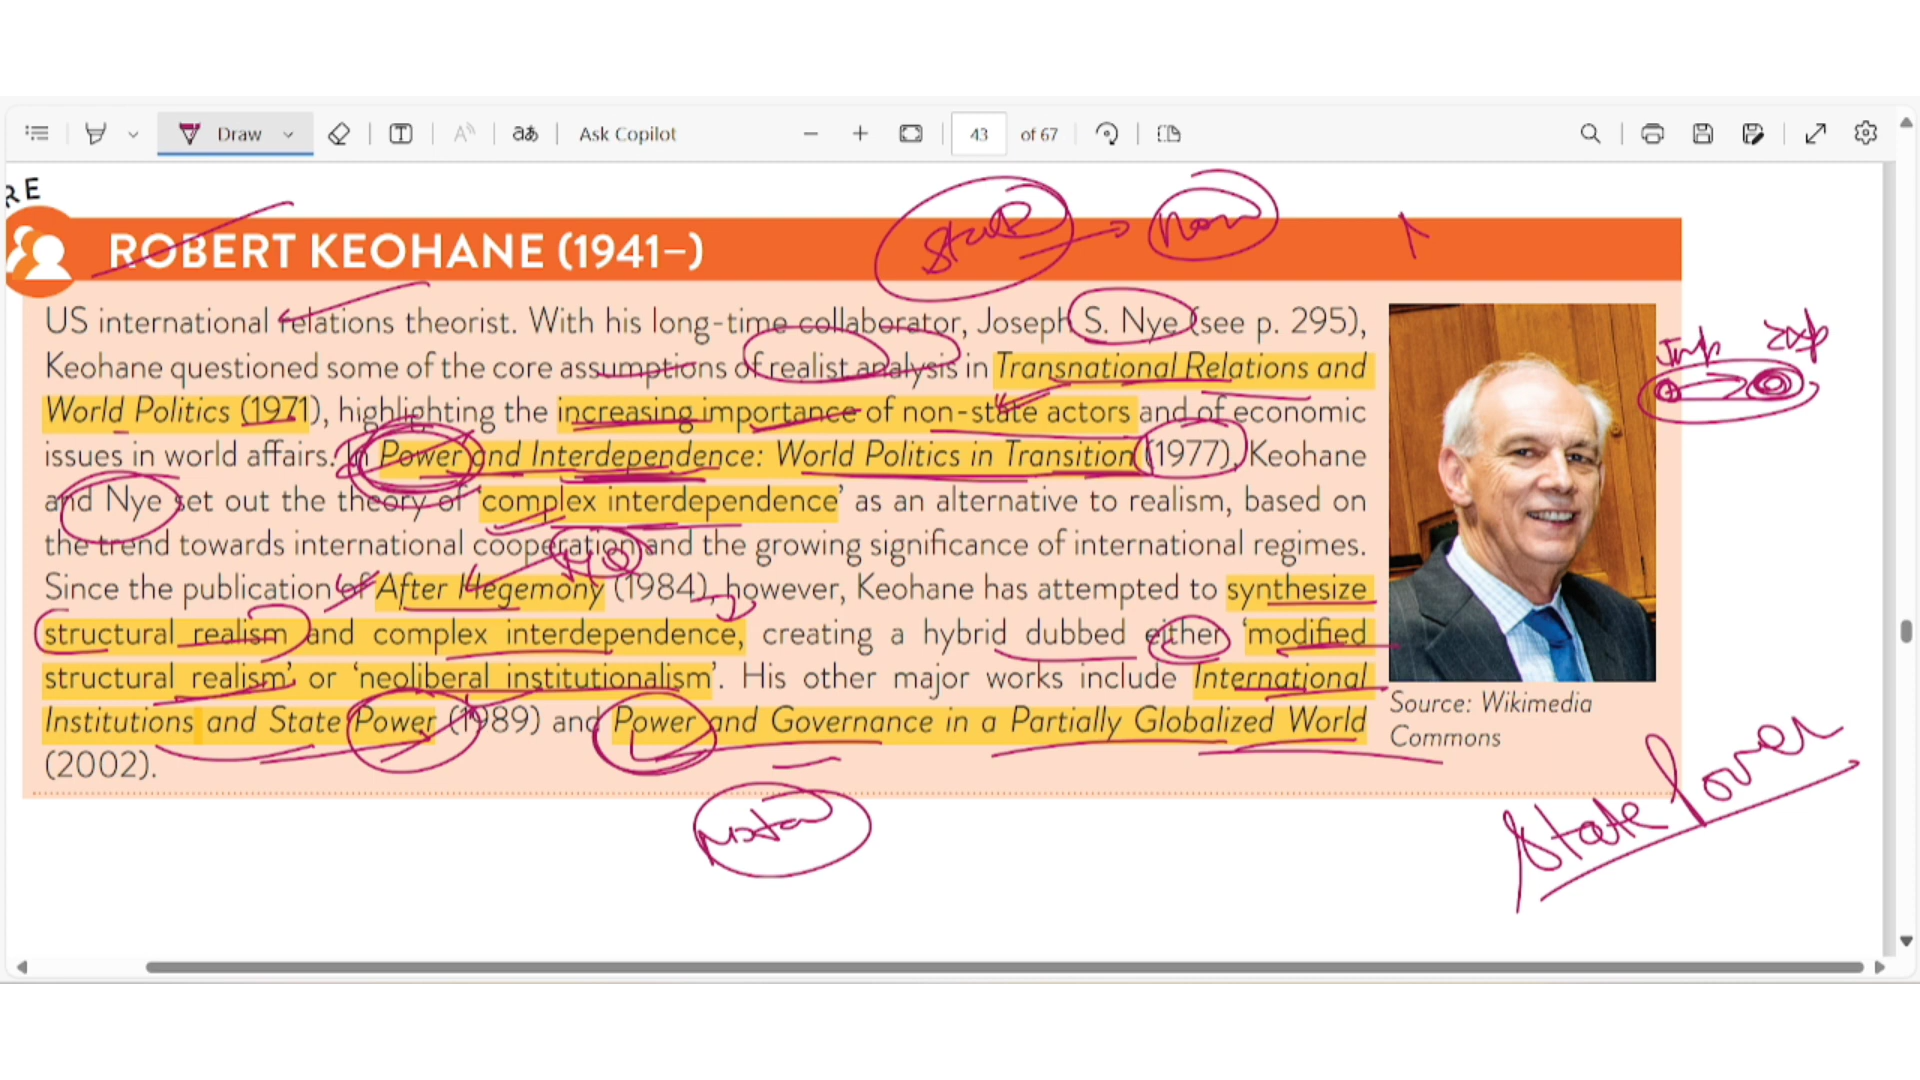 Draw
Ask Copilot
43 of 67
RE
ROBERT KEOHANE (1941–)
State
Non
US international relations theorist. With his long-time collaborator, Joseph S. Nye (see p. 295),
Keohane questioned some of the core assumptions of realist analysis in Transnational Relations and
World Politics (1971), highlighting the increasing importance of non-state actors and of economic
issues in world affairs. In Power and Interdependence: World Politics in Transition (1977), Keohane
and Nye set out the theory of ‘complex interdependence’ as an alternative to realism, based on
the trend towards international cooperation and the growing significance of international regimes.
Since the publication of After Hegemony (1984), however, Keohane has attempted to synthesize
structural realism and complex interdependence, creating a hybrid dubbed either ‘modified
structural realism’ or ‘neoliberal institutionalism’. His other major works include International
Institutions and State Power (1989) and Power and Governance in a Partially Globalized World
(2002).
Source: Wikimedia
Commons
State lover